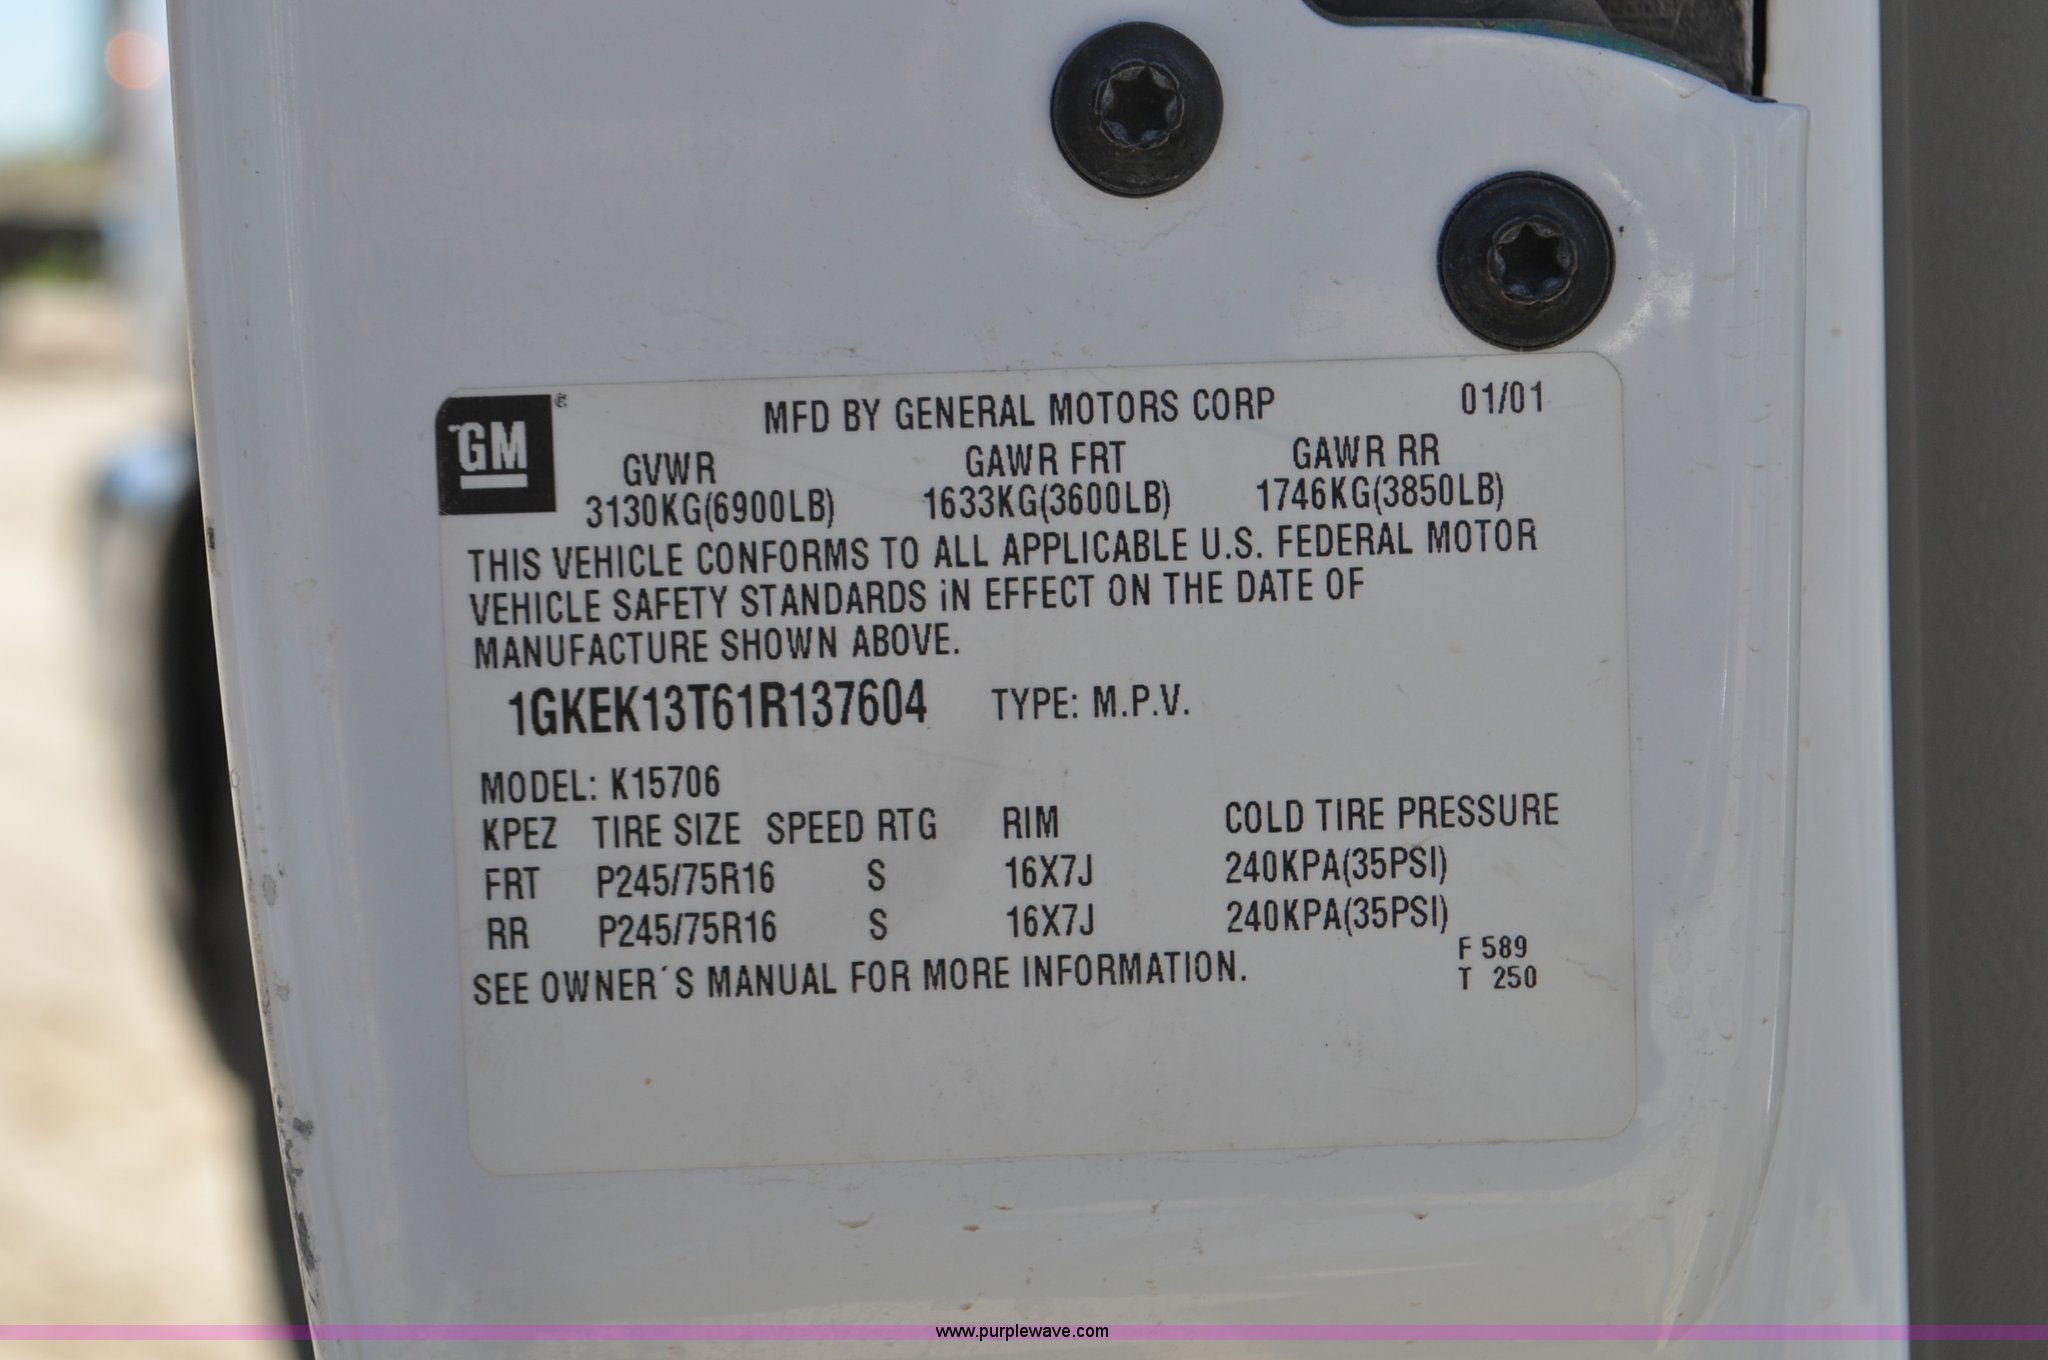 GM®
MFD BY GENERAL MOTORS CORP 01/01
GVWR GAWR FRT GAWR RR
3130KG(6900LB) 1633KG(3600LB) 1746KG(3850LB)
THIS VEHICLE CONFORMS TO ALL APPLICABLE U.S. FEDERAL MOTOR
VEHICLE SAFETY STANDARDS iN EFFECT ON THE DATE OF
MANUFACTURE SHOWN ABOVE.
1GKEK13T61R137604 TYPE: M.P.V.
MODEL: K15706
KPEZ TIRE SIZE SPEED RTG RIM COLD TIRE PRESSURE
FRT P245/75R16 S 16X7J 240KPA(35PSI)
RR P245/75R16 S 16X7J 240KPA(35PSI)
F 589
SEE OWNER´S MANUAL FOR MORE INFORMATION. T 250
www.purplewave.com